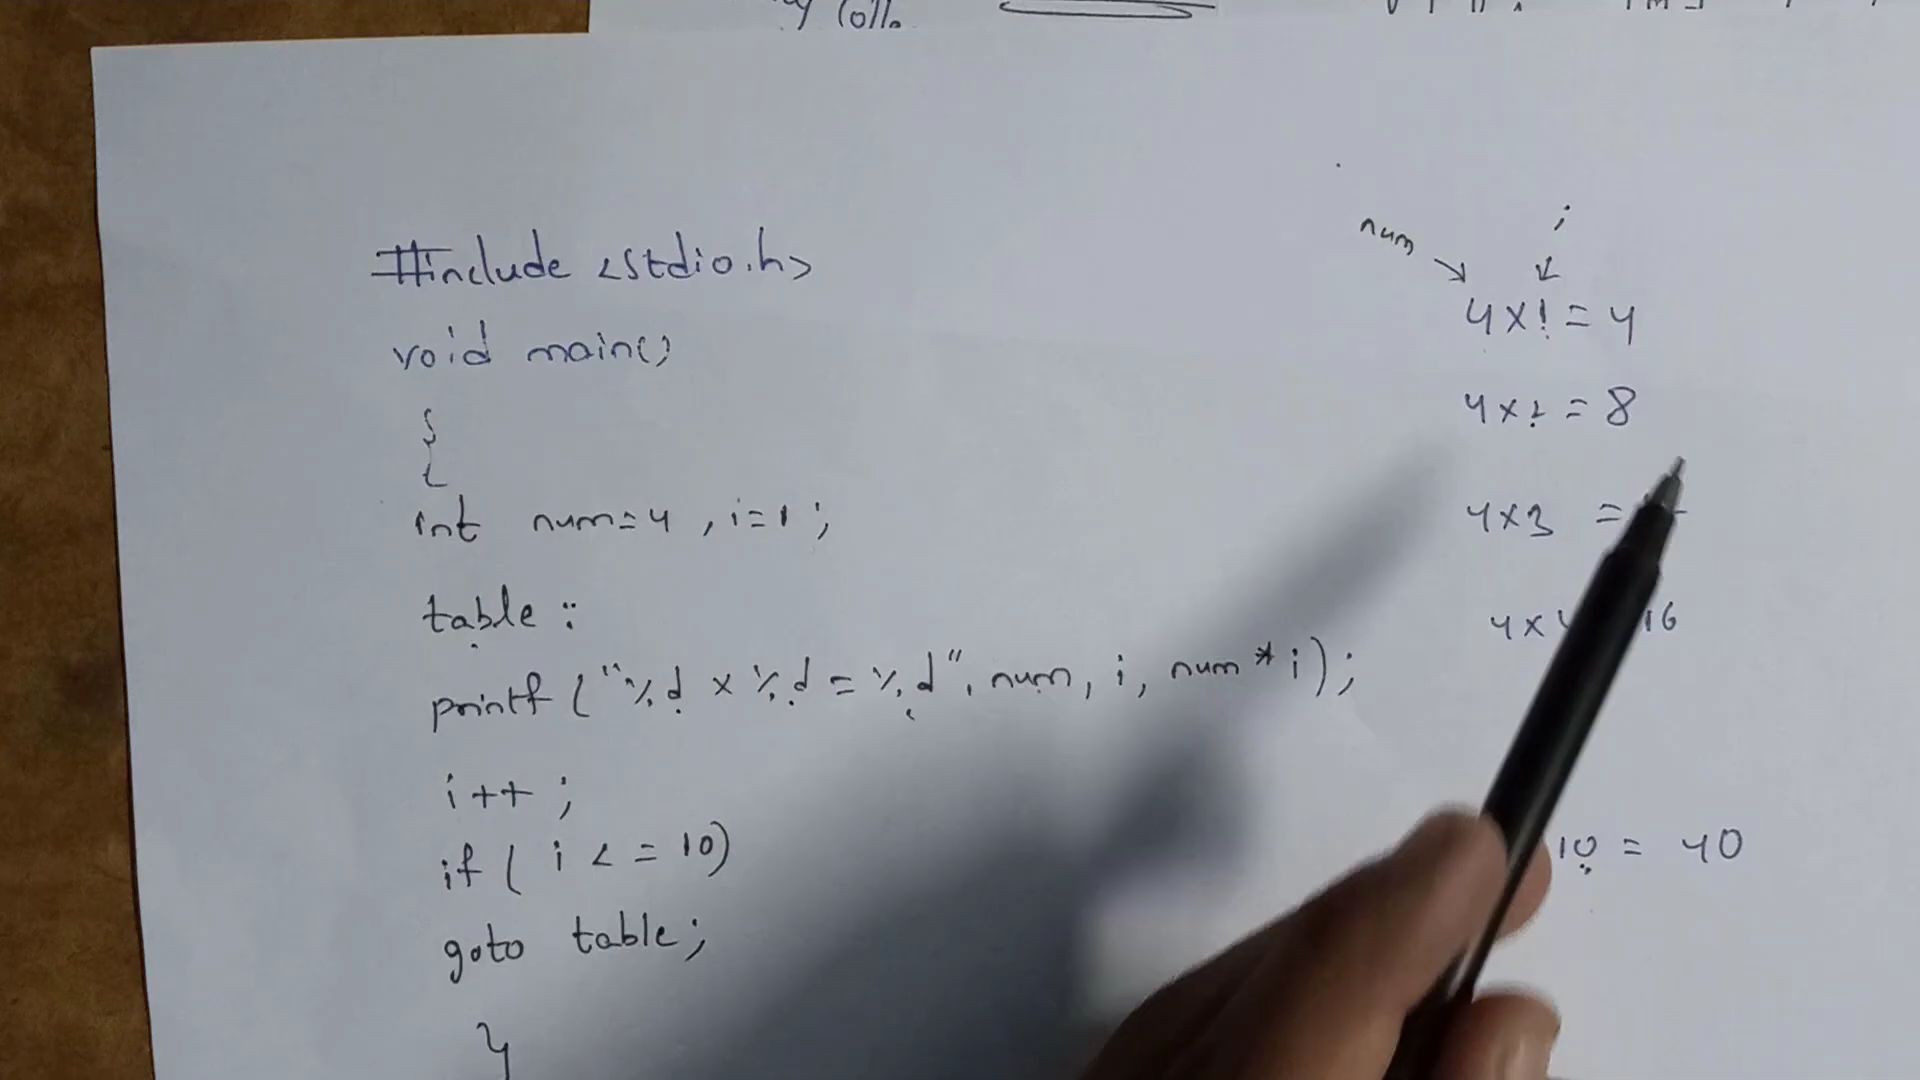 #include <stdio.h>
void main()
{
int num=4 , i=1 ;
table :
printf ("%d x %d = %d", num, i, num * i) ;
i ++ ;
if ( i < = 10)
goto table;
}
num i
4 x 1 = 4
4 x 2 = 8
4 x 3 =
4 x 16
10 = 40